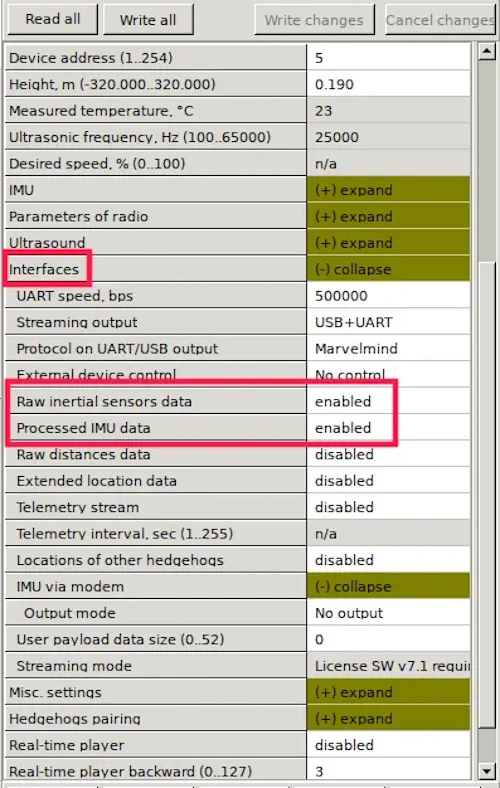 Read all Write all Write changes Cancel changes
Device address (1..254) 5
Height, m (-320.000..320.000) 0.190
Measured temperature, °C 23
Ultrasonic frequency, Hz (100..65000) 25000
Desired speed, % (0..100) n/a
IMU (+) expand
Parameters of radio (+) expand
Ultrasound (+) expand
Interfaces (-) collapse
UART speed, bps 500000
Streaming output USB+UART
Protocol on UART/USB output Marvelmind
External device control No control
Raw inertial sensors data enabled
Processed IMU data enabled
Raw distances data disabled
Extended location data disabled
Telemetry stream disabled
Telemetry interval, sec (1..255) n/a
Locations of other hedgehogs disabled
IMU via modem (-) collapse
Output mode No output
User payload data size (0..52) 0
Streaming mode License SW v7.1 requi
Misc. settings (+) expand
Hedgehogs pairing (+) expand
Real-time player disabled
Real-time player backward (0..127) 3